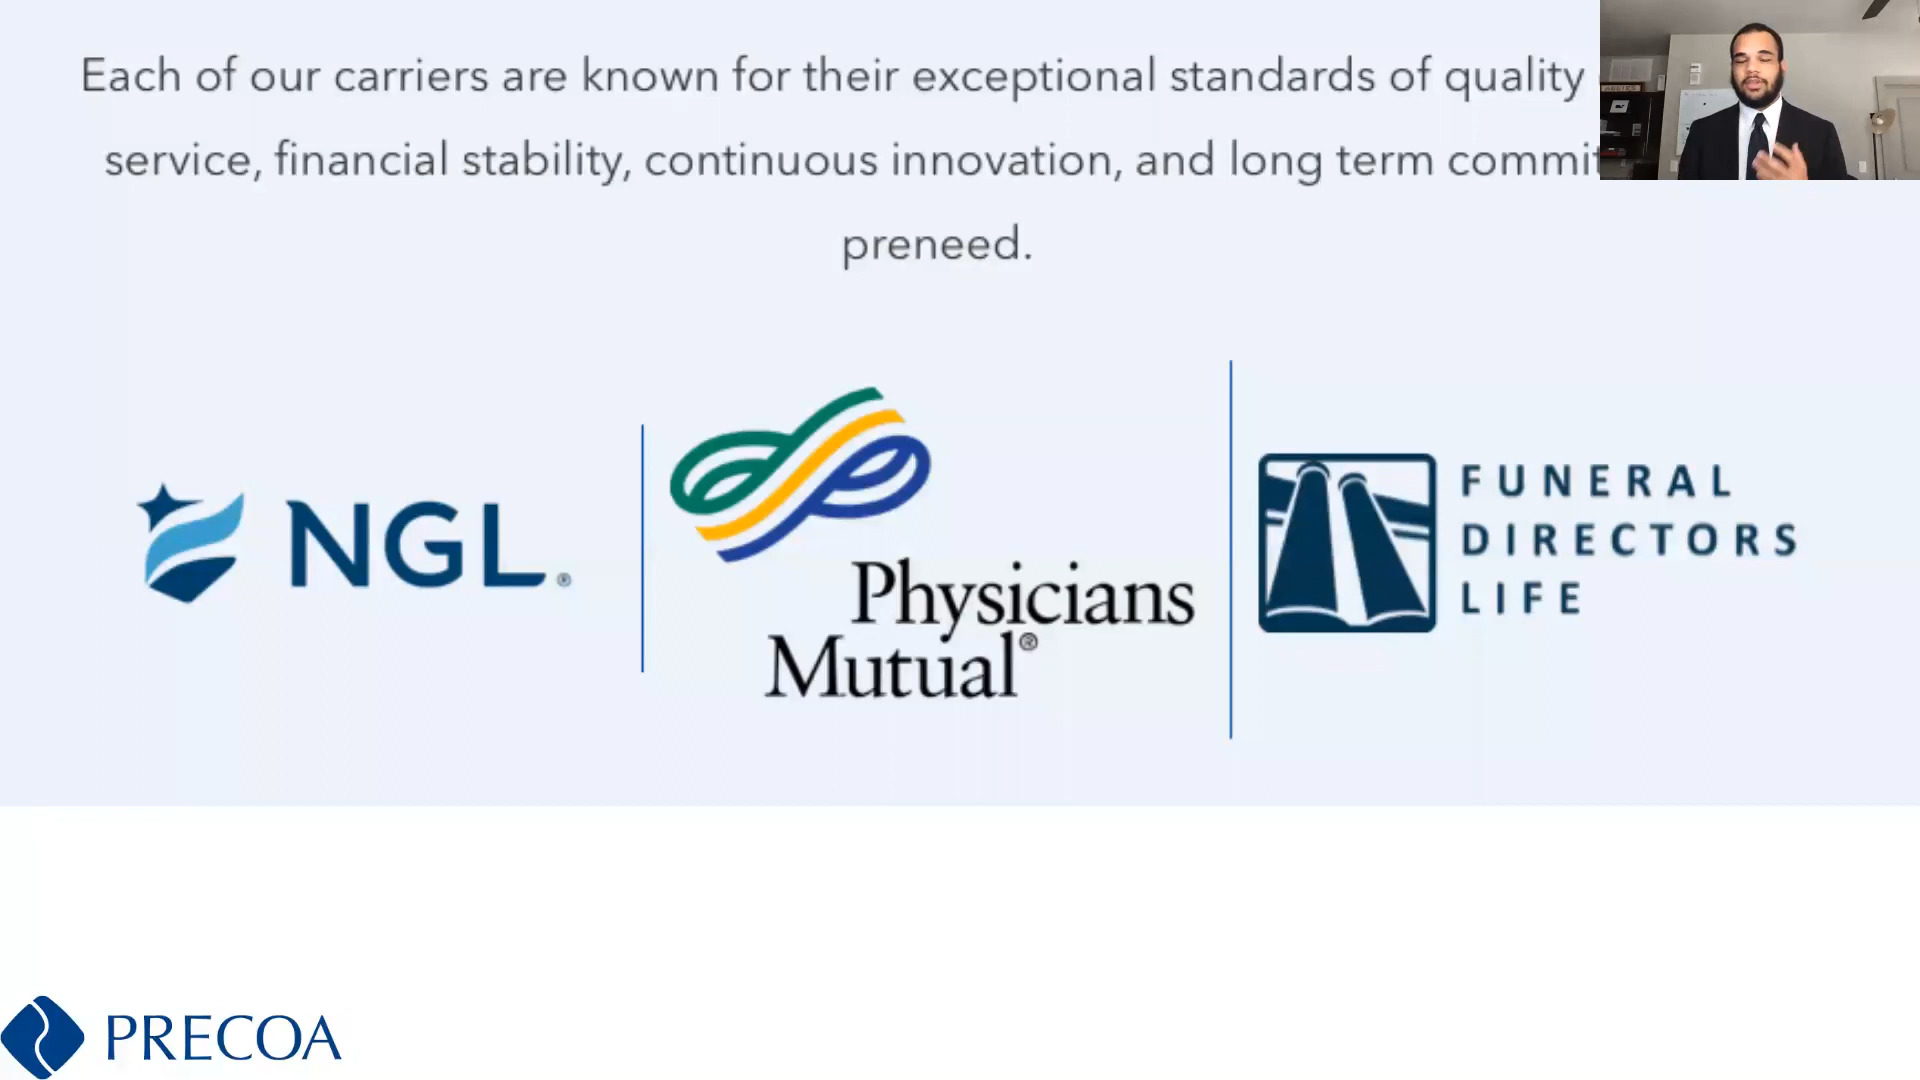 Each of our carriers are known for their exceptional standards of quality
service, financial stability, continuous innovation, and long term
preneed.
NGL®
Physicians
Mutual®
FUNERAL
DIRECTORS
LIFE
PRECOA